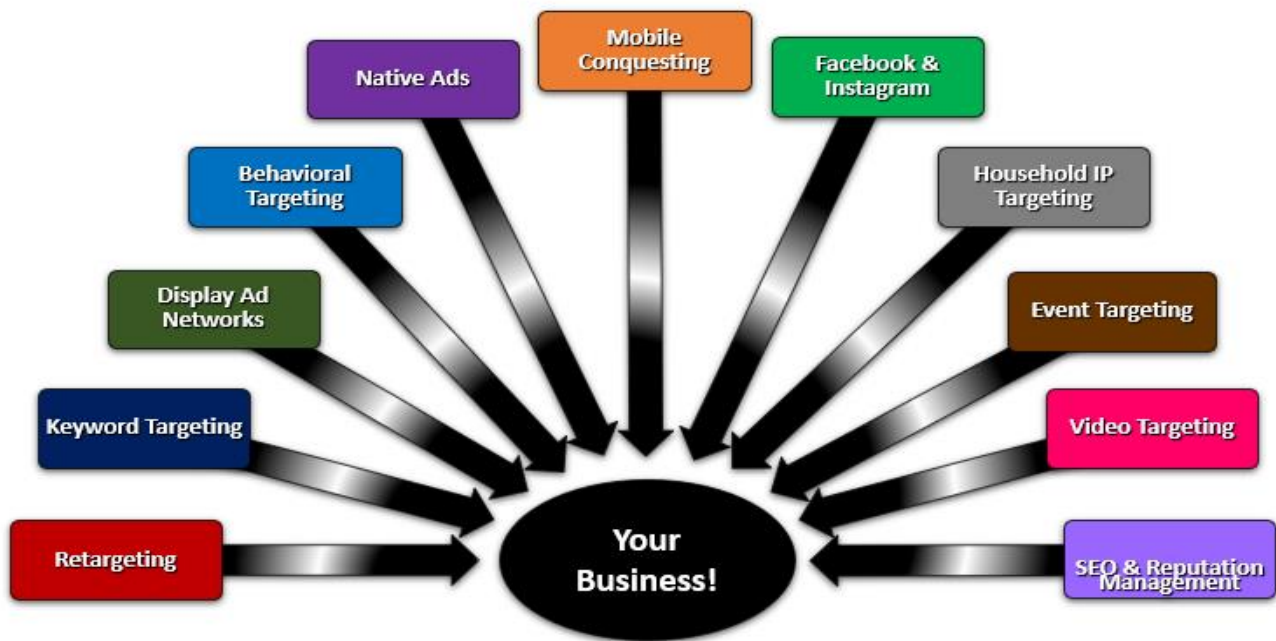 Mobile
Conquesting
Native Ads
Facebook &
Instagram
Behavioral
Targeting
Household IP
Targeting
Display Ad
Networks
Event Targeting
Keyword Targeting
Video Targeting
Retargeting
Your
Business!
SEO & Reputation
Management